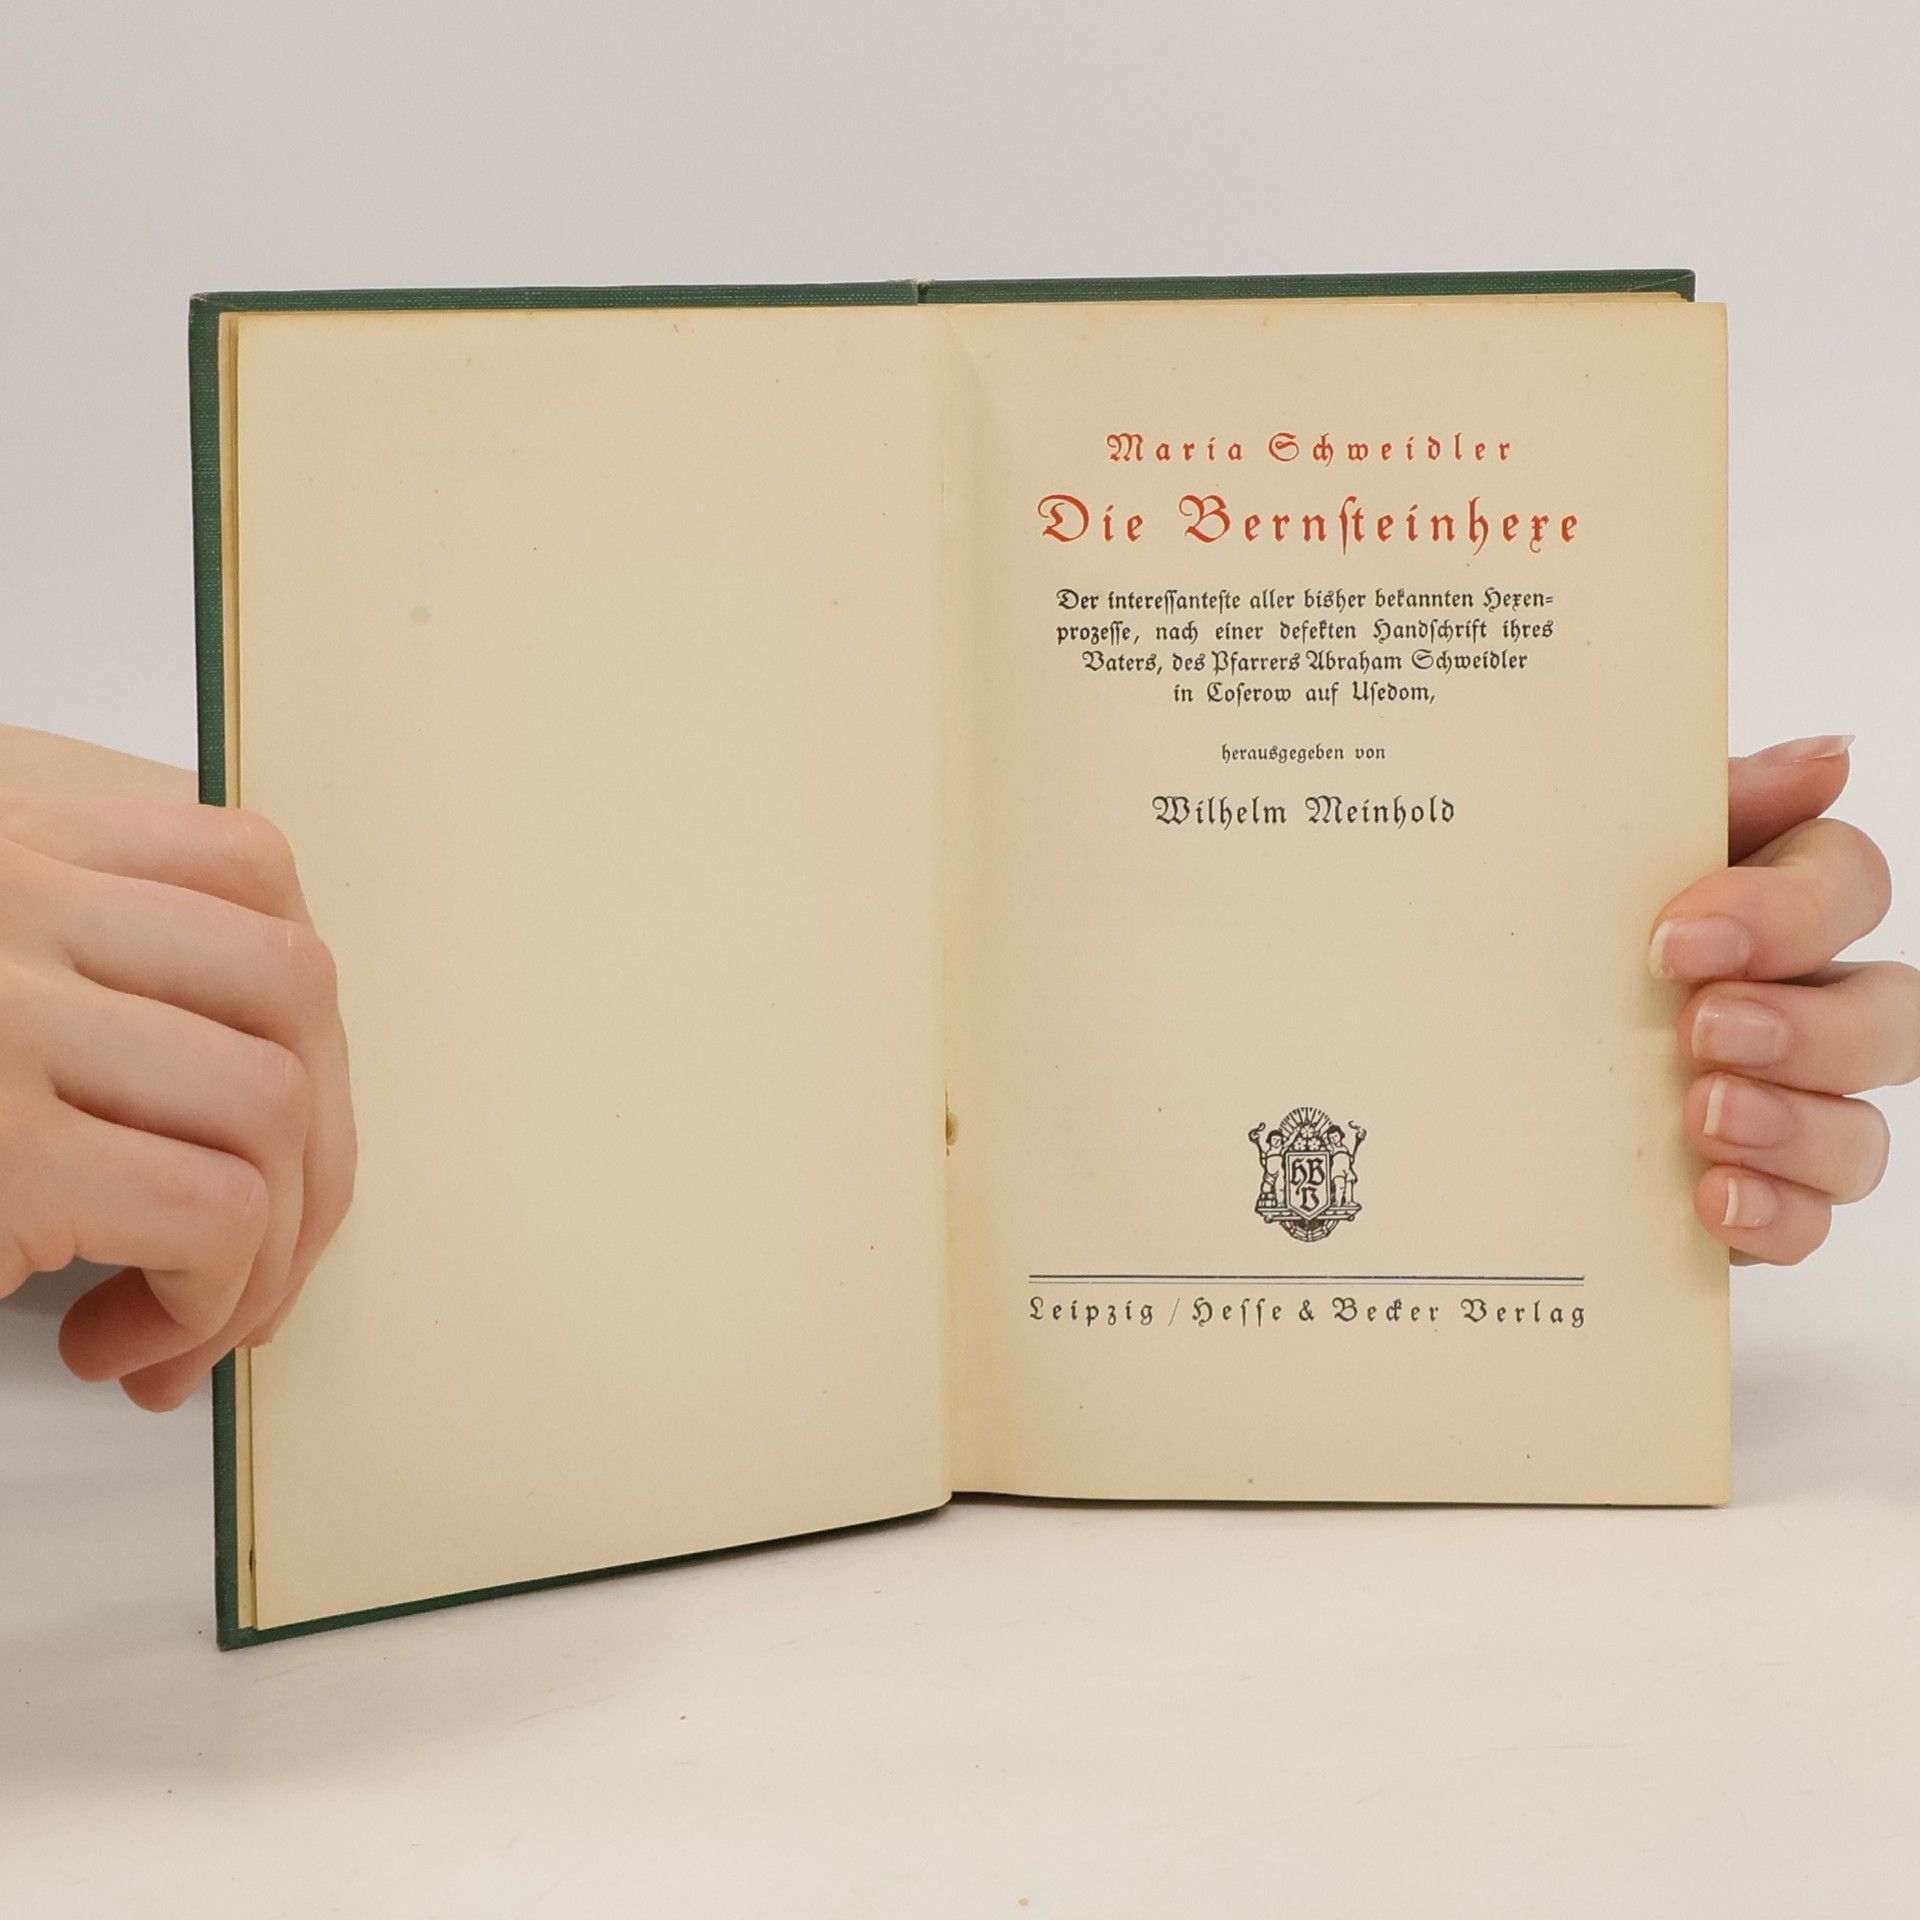 Maria Schweidler
Die Bernſteinhexe
Der intereſſanteſte aller bisher bekannten Hexen=
prozeſſe, nach einer defekten Handſchrift ihres
Vaters, des Pfarrers Abraham Schweidler
in Coſerow auf Uſedom,
herausgegeben von
Wilhelm Meinhold
HB
V
Leipzig / Heſſe & Becker Verlag